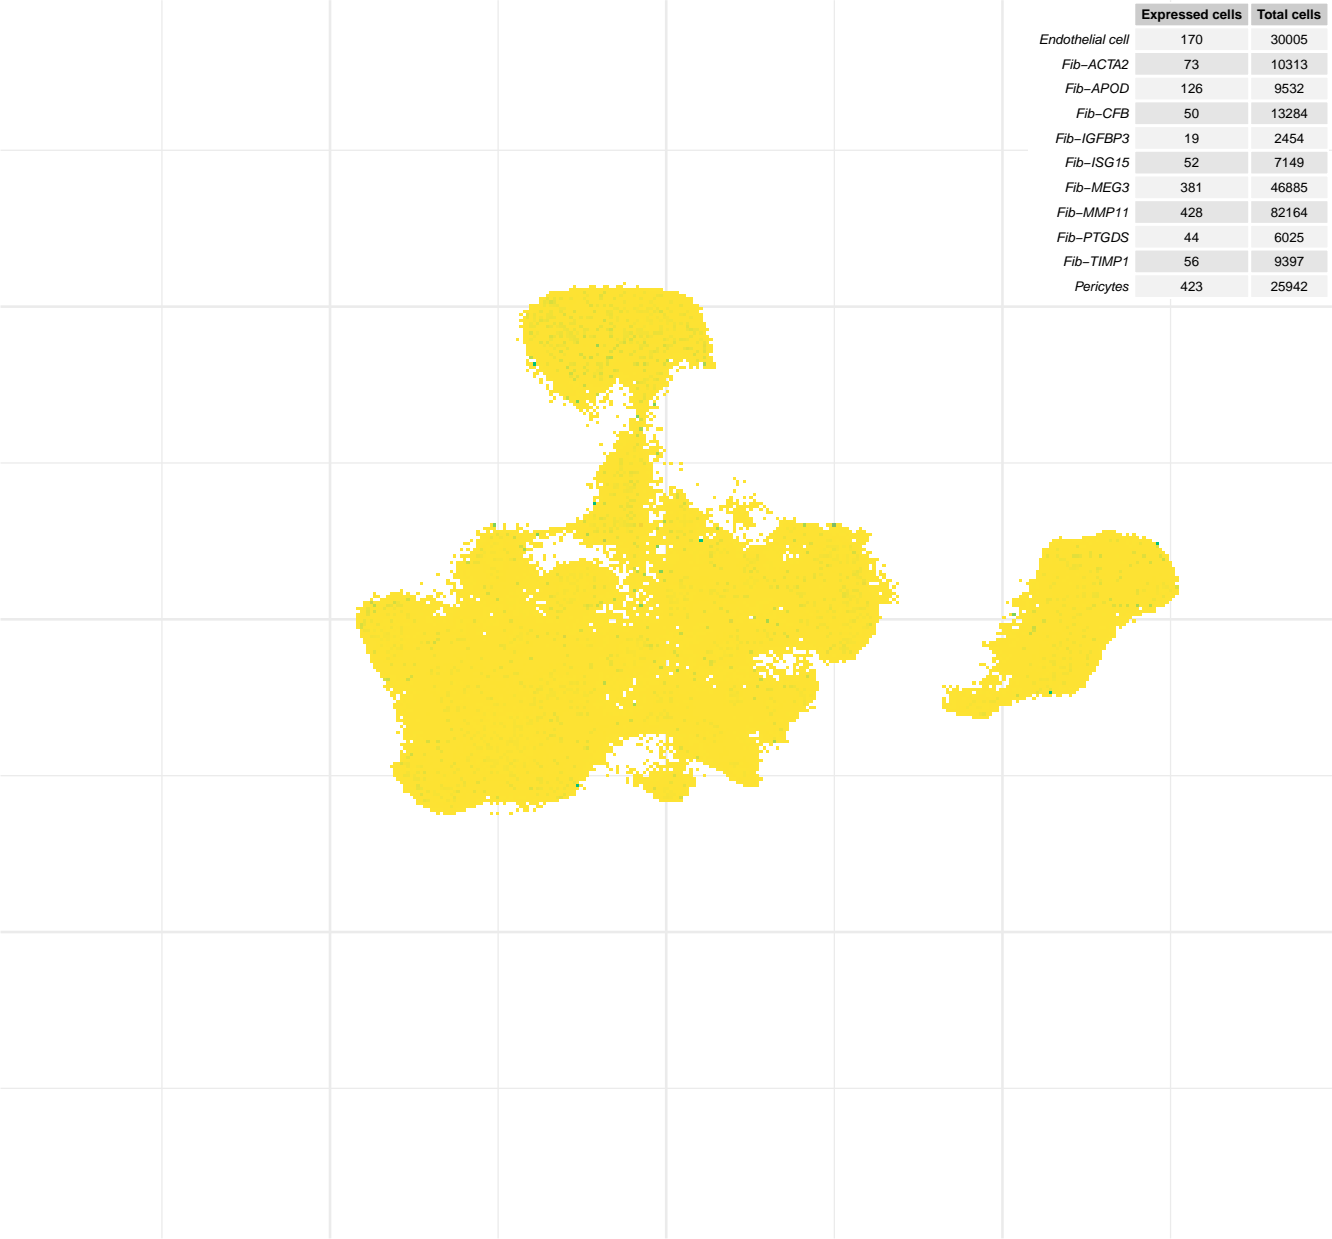 Expressed cells Total cells
Endothelial cell 170 30005
Fib−ACTA2 73 10313
Fib−APOD 126 9532
Fib−CFB 50 13284
Fib−IGFBP3 19 2454
Fib−ISG15 52 7149
Fib−MEG3 381 46885
Fib−MMP11 428 82164
Fib−PTGDS 44 6025
Fib−TIMP1 56 9397
Pericytes 423 25942